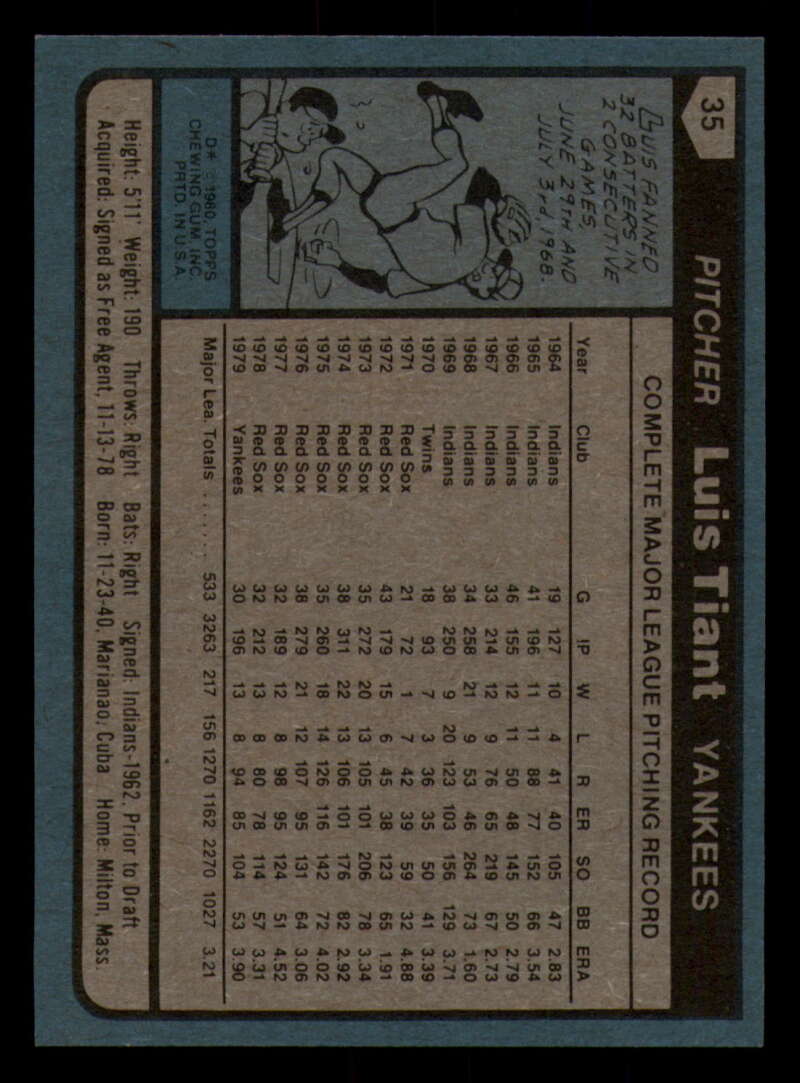 35
PITCHER Luis Tiant YANKEES
LUIS FANNED
32 BATTERS IN
2 CONSECUTIVE
GAMES,
JUNE 29TH AND
JULY 3rd, 1968.
D* : 1980, TOPPS
CHEWING GUM INC.
PRTD. IN U.S.A.
COMPLETE MAJOR LEAGUE PITCHING RECORD
Year Club G IP W L R ER SO BB ERA
1964 Indians 19 127 10 4 41 40 105 47 2.83
1965 Indians 41 196 11 11 88 77 152 66 3.54
1966 Indians 46 155 12 11 50 48 145 50 2.79
1967 Indians 33 214 12 9 76 65 219 67 2.73
1968 Indians 34 258 21 9 53 46 264 73 1.60
1969 Indians 38 250 9 20 123 103 156 129 3.71
1970 Twins 18 93 7 3 36 35 50 41 3.39
1971 Red Sox 21 72 1 7 42 39 59 32 4.88
1972 Red Sox 43 179 15 6 45 38 123 65 1.91
1973 Red Sox 35 272 20 13 105 101 206 78 3.34
1974 Red Sox 38 311 22 13 106 101 176 82 2.92
1975 Red Sox 35 260 18 14 126 116 142 72 4.02
1976 Red Sox 38 279 21 12 107 95 131 64 3.06
1977 Red Sox 32 189 12 8 98 95 124 51 4.52
1978 Red Sox 32 212 13 8 80 78 114 57 3.31
1979 Yankees 30 196 13 8 94 85 104 53 3.90
Major Lea. Totals ....... 533 3263 217 156 1270 1162 2270 1027 3.21
Height: 5'11" Weight: 190 Throws: Right Bats: Right Signed: Indians-1962, Prior to Draft
Acquired: Signed as Free Agent, 11-13-78 Born: 11-23-40, Marianao, Cuba Home: Milton, Mass.